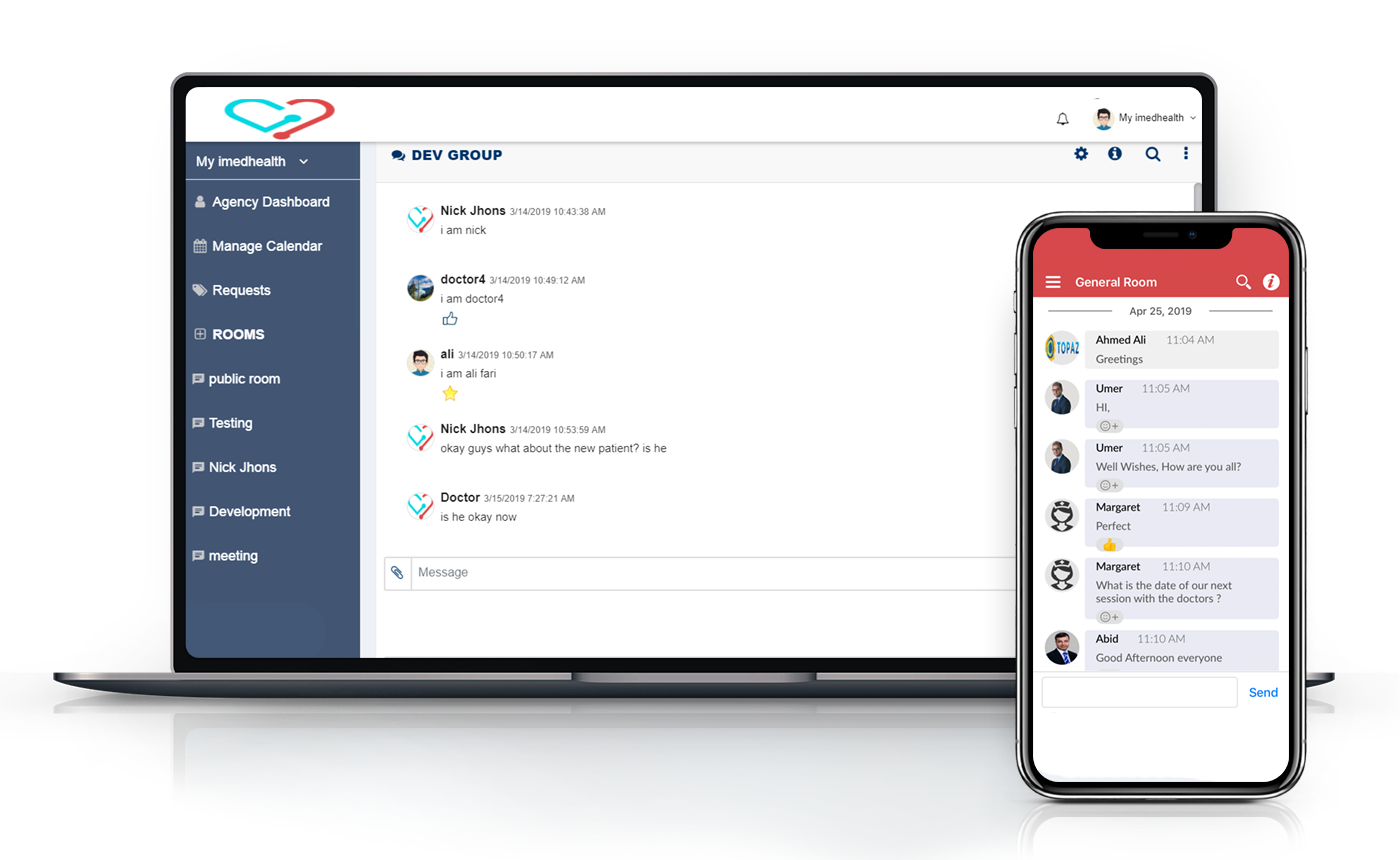 My imedhealth
My imedhealth
Agency Dashboard
Manage Calendar
Requests
ROOMS
public room
Testing
Nick Jhons
Development
meeting
DEV GROUP
Nick Jhons 3/14/2019 10:43:38 AM
i am nick
doctor4 3/14/2019 10:49:12 AM
i am doctor4
ali 3/14/2019 10:50:17 AM
i am ali fari
Nick Jhons 3/14/2019 10:53:59 AM
okay guys what about the new patient? is he
Doctor 3/15/2019 7:27:21 AM
is he okay now
Message
General Room
Apr 25, 2019
TOPAZ
Ahmed Ali 11:04 AM
Greetings
Umer 11:05 AM
HI,
Umer 11:05 AM
Well Wishes, How are you all?
Margaret 11:09 AM
Perfect
Margaret 11:10 AM
What is the date of our next
session with the doctors ?
Abid 11:10 AM
Good Afternoon everyone
Send